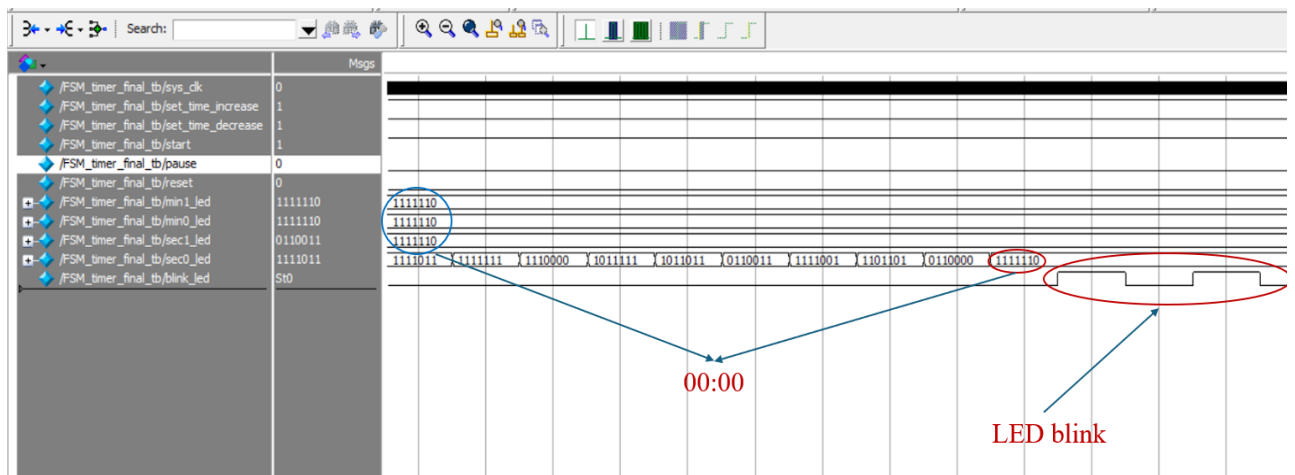 Search:
Msgs
/FSM_timer_final_tb/sys_clk 0
/FSM_timer_final_tb/set_time_increase 1
/FSM_timer_final_tb/set_time_decrease 1
/FSM_timer_final_tb/start 1
/FSM_timer_final_tb/pause 0
/FSM_timer_final_tb/reset 0
/FSM_timer_final_tb/min1_led 1111110 1111110
/FSM_timer_final_tb/min0_led 1111110 1111110
/FSM_timer_final_tb/sec1_led 0110011 1111110
/FSM_timer_final_tb/sec0_led 1111011 1111011 1111111 1110000 1011111 1011011 0110011 1111001 1101101 0110000 1111110
/FSM_timer_final_tb/blink_led St0
00:00
LED blink